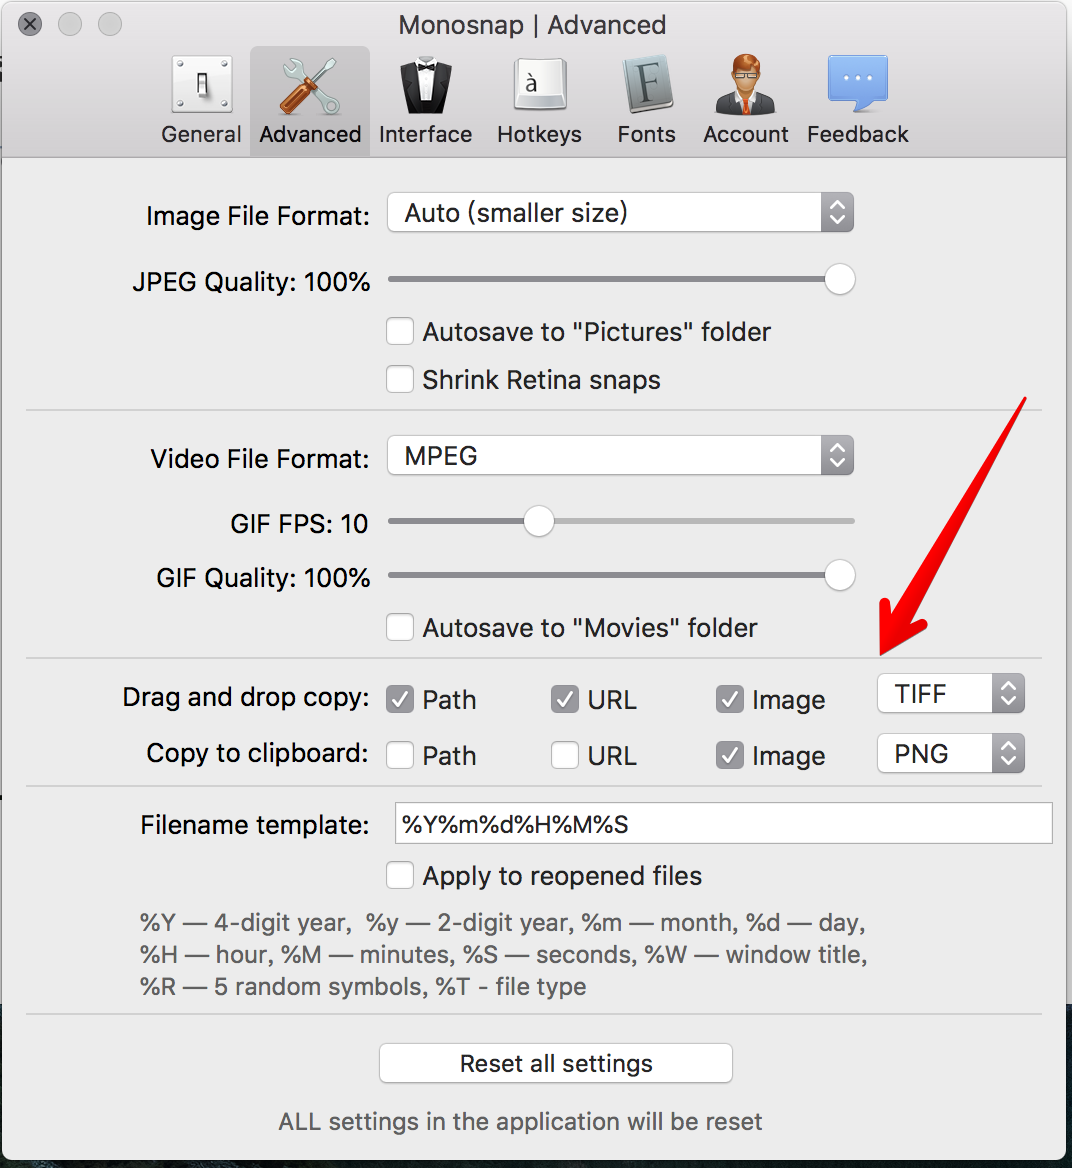 Monosnap | Advanced
General Advanced Interface Hotkeys Fonts Account Feedback
Image File Format: Auto (smaller size)
JPEG Quality: 100%
Autosave to "Pictures" folder
Shrink Retina snaps
Video File Format: MPEG
GIF FPS: 10
GIF Quality: 100%
Autosave to "Movies" folder
Drag and drop copy: Path URL Image TIFF
Copy to clipboard: Path URL Image PNG
Filename template: %Y%m%d%H%M%S
Apply to reopened files
%Y — 4-digit year,  %y — 2-digit year, %m — month, %d — day,
%H — hour, %M — minutes, %S — seconds, %W — window title,
%R — 5 random symbols, %T - file type
Reset all settings
ALL settings in the application will be reset